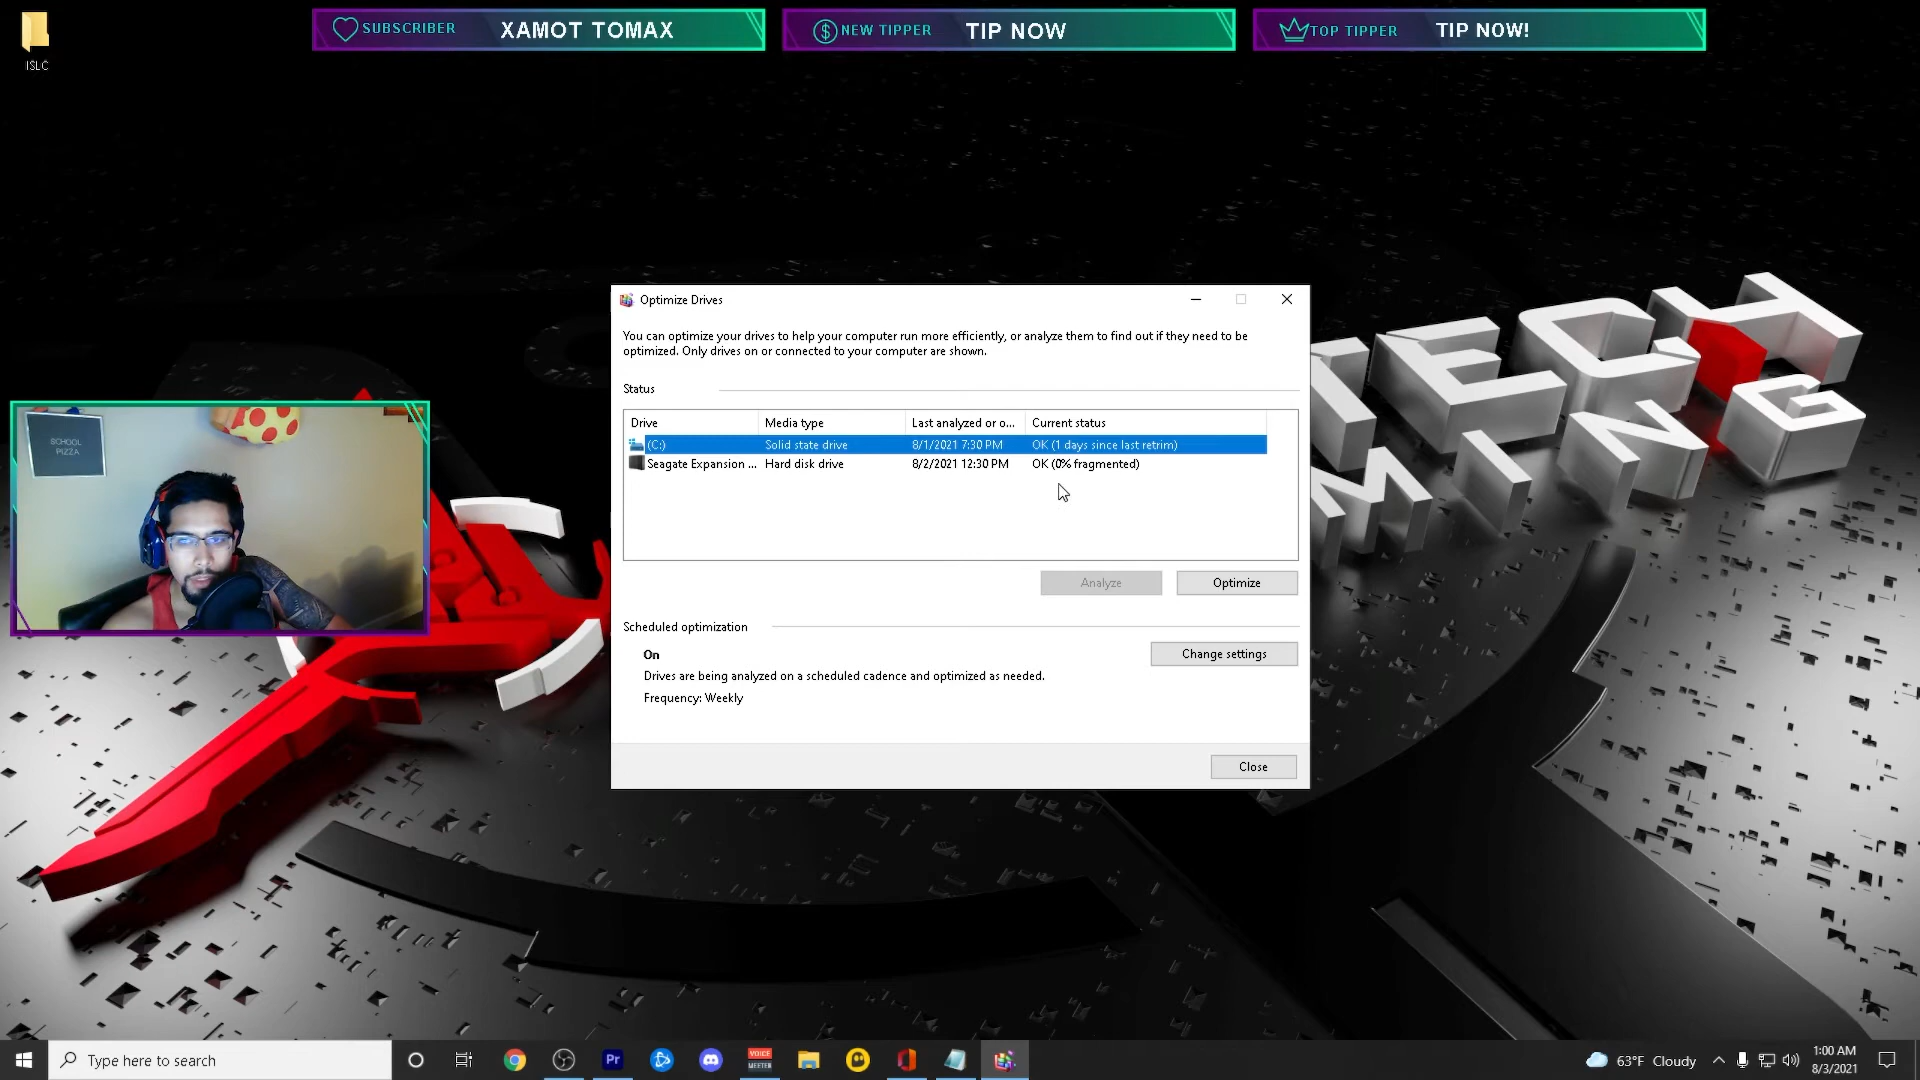 SUBSCRIBER XAMOT TOMAX
NEW TIPPER TIP NOW
TOP TIPPER TIP NOW!
ISLC
TECH
MING
SCHOOL
PIZZA
Optimize Drives
You can optimize your drives to help your computer run more efficiently, or analyze them to find out if they need to be
optimized. Only drives on or connected to your computer are shown.
Status
Drive Media type Last analyzed or o... Current status
(C:) Solid state drive 8/1/2021 7:30 PM OK (1 days since last retrim)
Seagate Expansion ... Hard disk drive 8/2/2021 12:30 PM OK (0% fragmented)
Analyze Optimize
Scheduled optimization
On
Change settings
Drives are being analyzed on a scheduled cadence and optimized as needed.
Frequency: Weekly
Close
Type here to search
Pr
VOICE
MEETER
63°F Cloudy
1:00 AM
8/3/2021